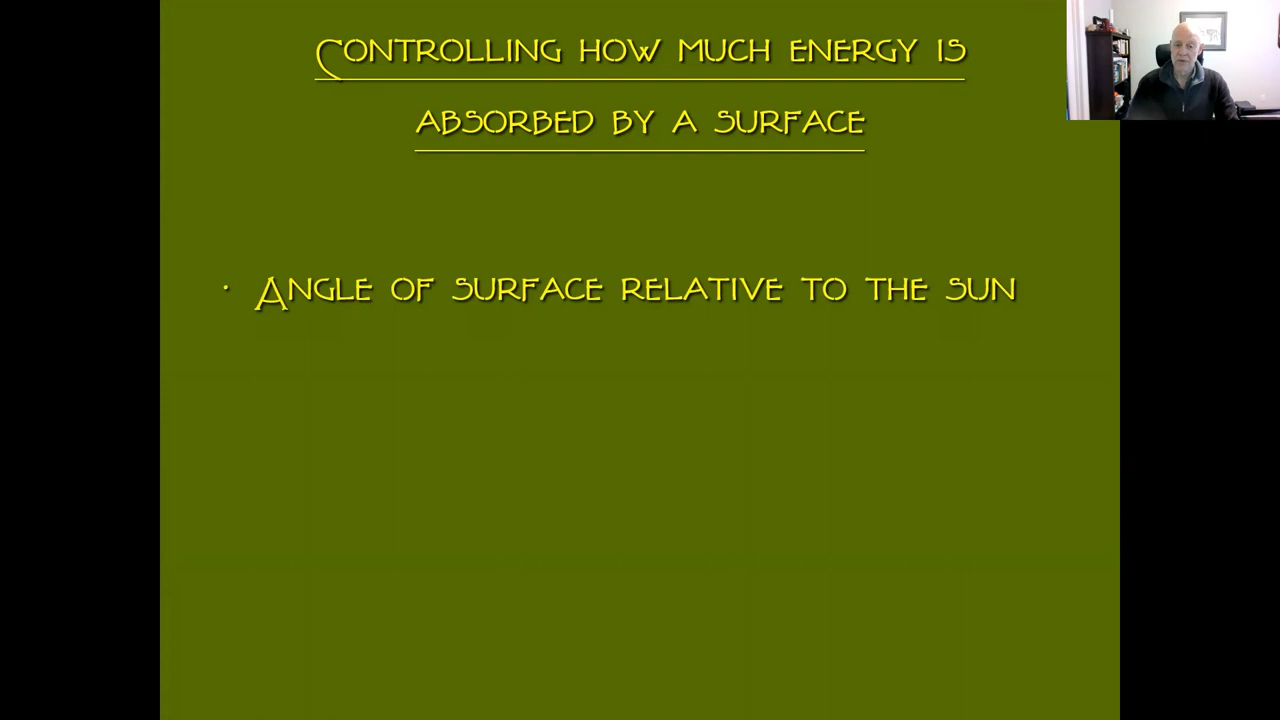 Controlling how much energy is
absorbed by a surface
• Angle of surface relative to the sun